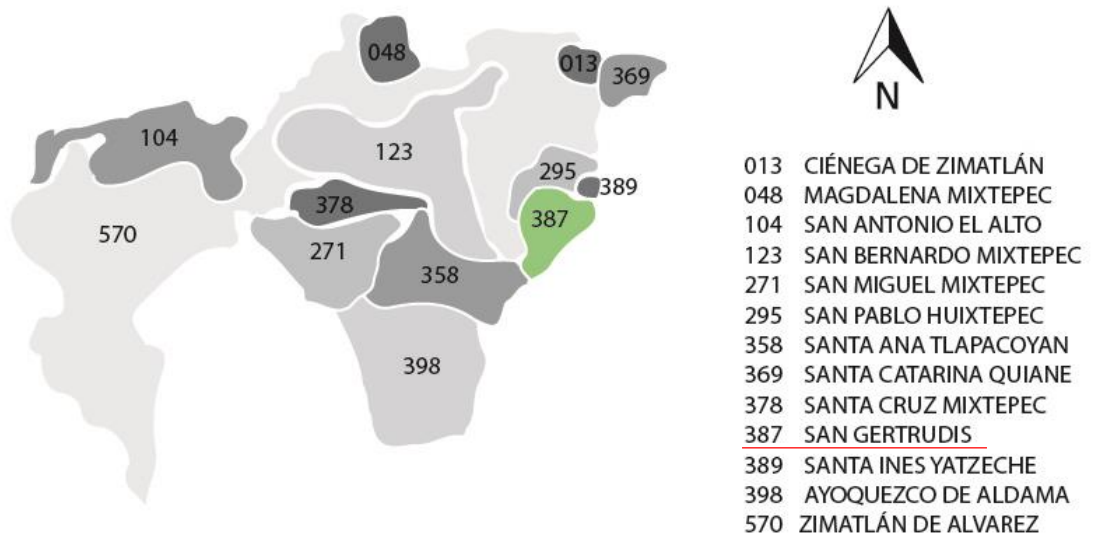 048
013
369
104
123
295
389
378
387
570
271
358
398
N
013 CIÉNEGA DE ZIMATLÁN
048 MAGDALENA MIXTEPEC
104 SAN ANTONIO EL ALTO
123 SAN BERNARDO MIXTEPEC
271 SAN MIGUEL MIXTEPEC
295 SAN PABLO HUIXTEPEC
358 SANTA ANA TLAPACOYAN
369 SANTA CATARINA QUIANE
378 SANTA CRUZ MIXTEPEC
387 SAN GERTRUDIS
389 SANTA INES YATZECHE
398 AYOQUEZCO DE ALDAMA
570 ZIMATLÁN DE ALVAREZ